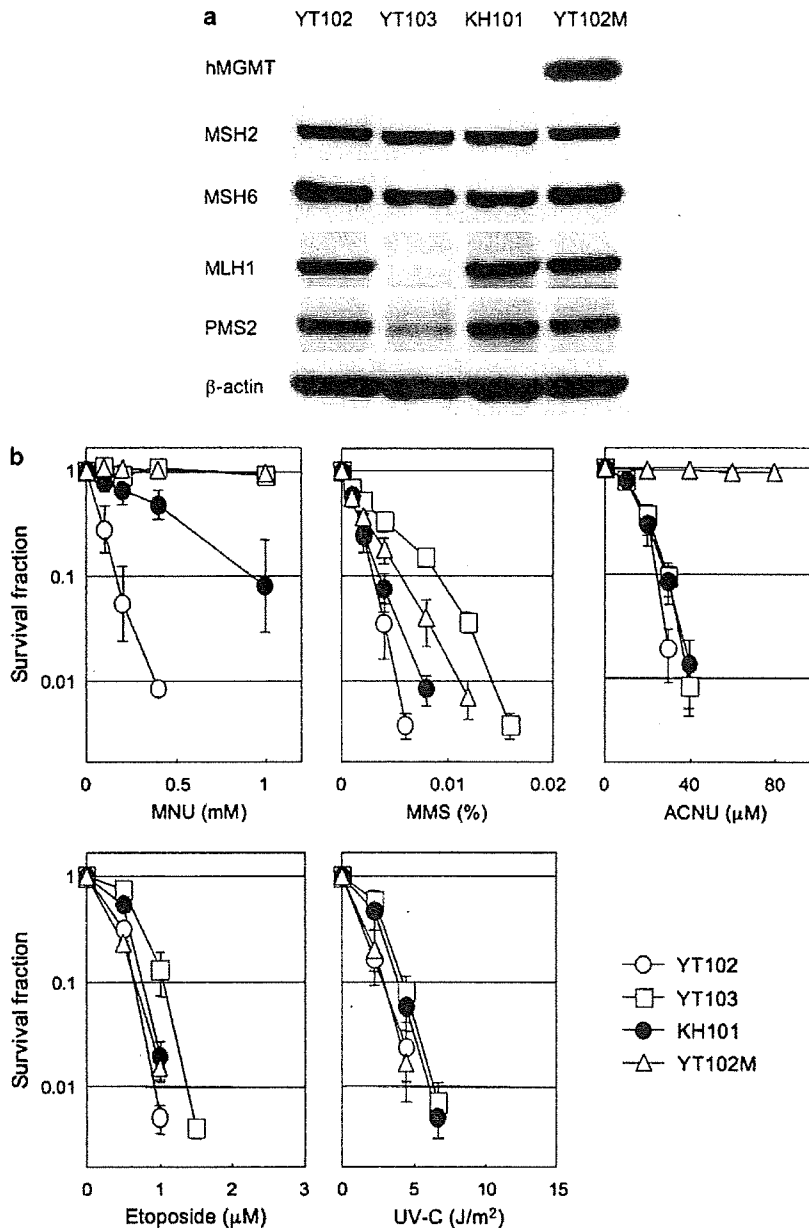 a
YT102 YT103 KH101 YT102M
hMGMT
MSH2
MSH6
MLH1
PMS2
β-actin
b
Survival fraction
1
0.1
0.01
0 0.5 1
MNU (mM)
0 0.01 0.02
MMS (%)
0 40 80
ACNU (μM)
Survival fraction
1
0.1
0.01
0 1 2 3
Etoposide (μM)
0 5 10 15
UV-C (J/m²)
YT102
YT103
KH101
YT102M